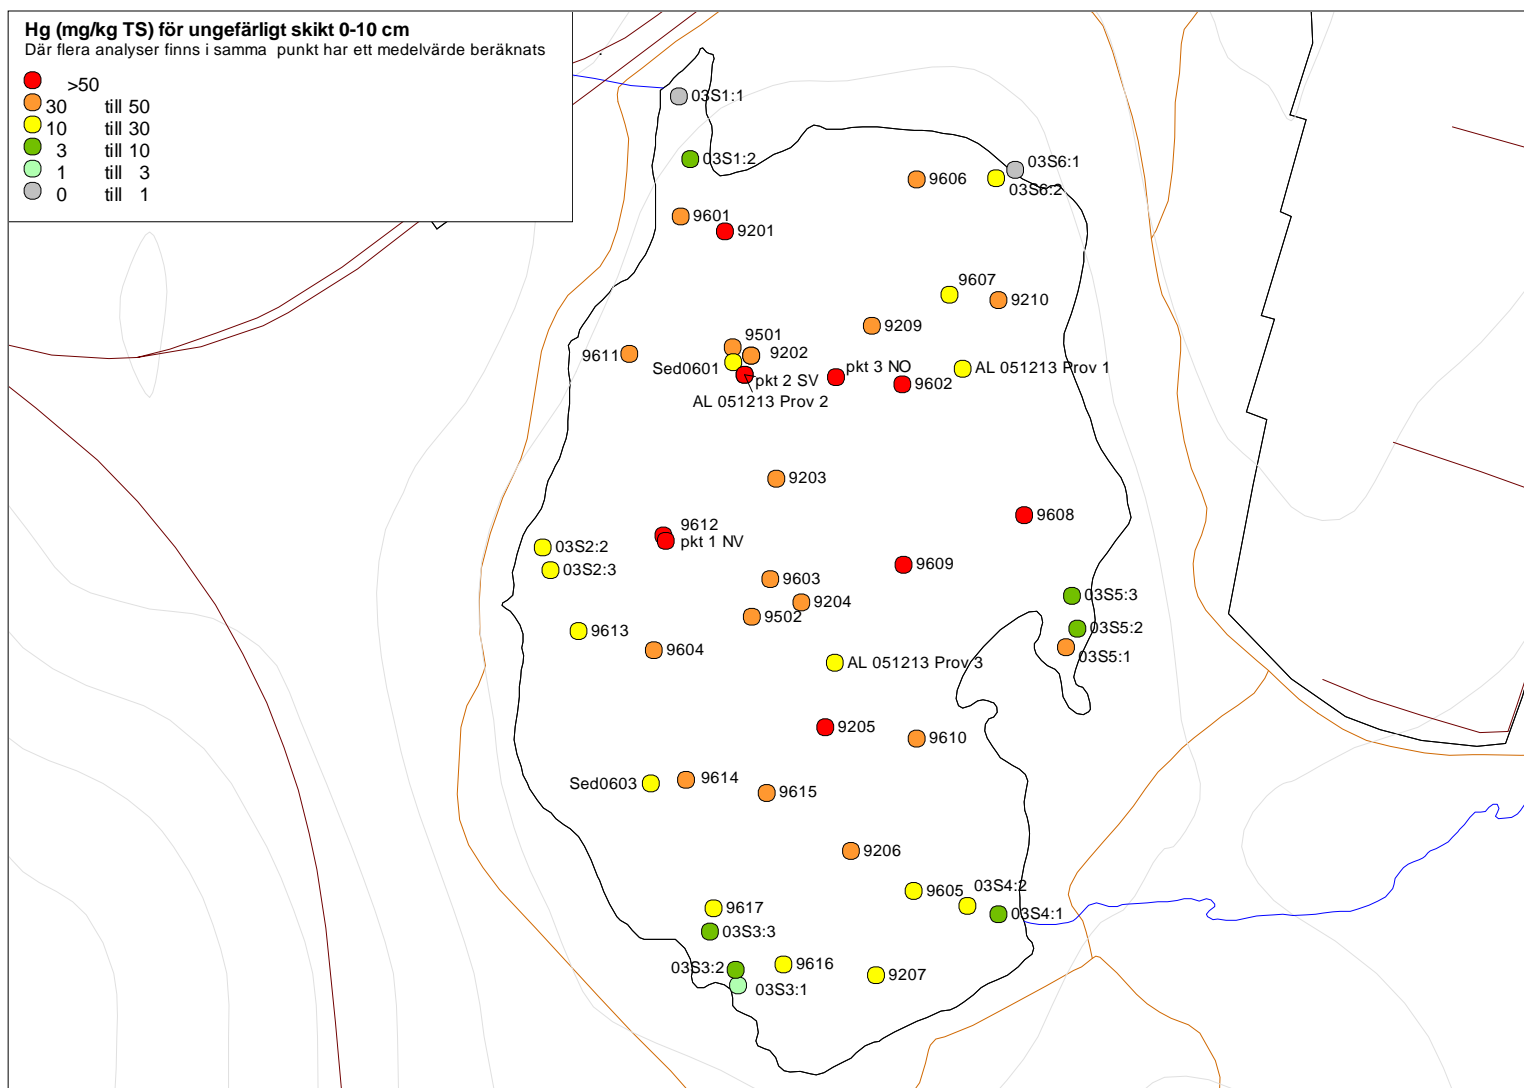 Hg (mg/kg TS) för ungefärligt skikt 0-10 cm
Där flera analyser finns i samma punkt har ett medelvärde beräknats
>50
30 till 50
10 till 30
3 till 10
1 till 3
0 till 1
03S1:1
03S1:2
03S6:1
9606
03S6:2
9601
9201
9607
9210
9209
9501
9202
9611
Sed0601
pkt 3 NO
AL 051213 Prov 1
pkt 2 SV
9602
AL 051213 Prov 2
9203
9608
9612
pkt 1 NV
03S2:2
03S2:3
9609
9603
03S5:3
9204
9502
03S5:2
9613
9604
03S5:1
AL 051213 Prov 3
9205
9610
9614
Sed0603
9615
9206
9605
03S4:2
9617
03S4:1
03S3:3
03S3:2
9616
9207
03S3:1